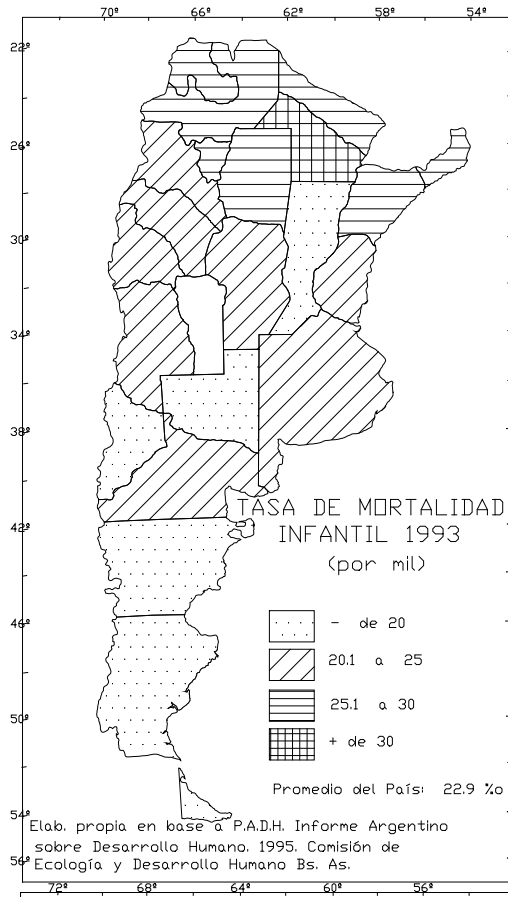 70º 66º 62º 58º 54º
22º
26º
30º
34º
38º
42º
46º
50º
54º
56º
TASA DE MORTALIDAD
INFANTIL 1993
(por mil)
- de 20
20.1 a 25
25.1 a 30
+ de 30
Promedio del País: 22.9 %o
Elab. propia en base a P.A.D.H. Informe Argentino
sobre Desarrollo Humano. 1995. Comisión de
Ecología y Desarrollo Humano Bs. As.
72º 68º 64º 60º 56º